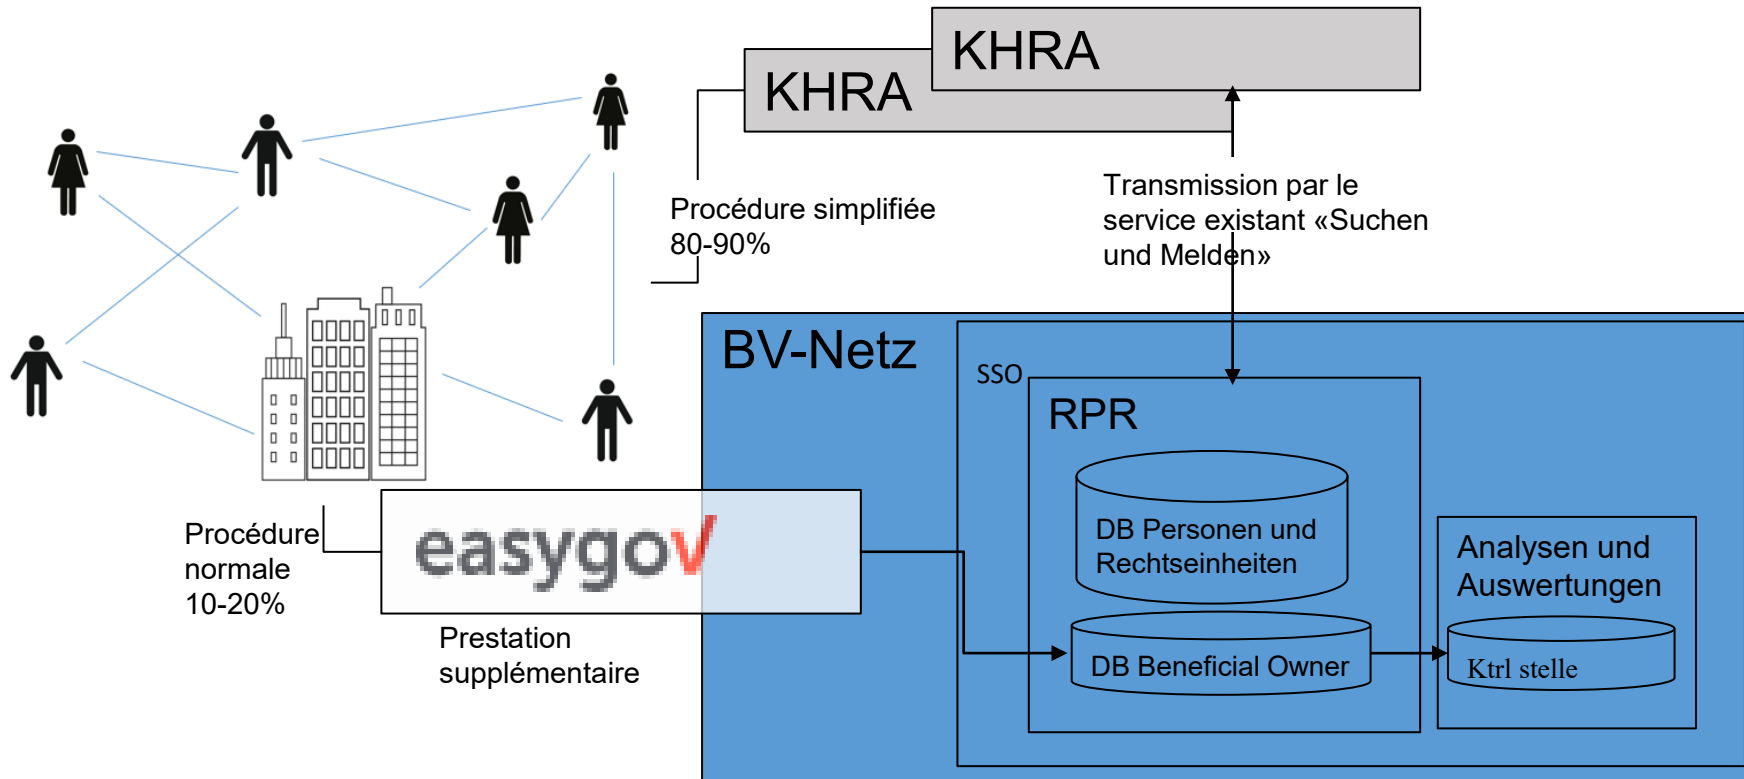 KHRA
KHRA
Procédure simplifiée
80-90%
Transmission par le
service existant «Suchen
und Melden»
BV-Netz
SSO
RPR
DB Personen und
Rechtseinheiten
DB Beneficial Owner
Analysen und
Auswertungen
Ktrl stelle
Procédure
normale
10-20%
easygov
Prestation
supplémentaire